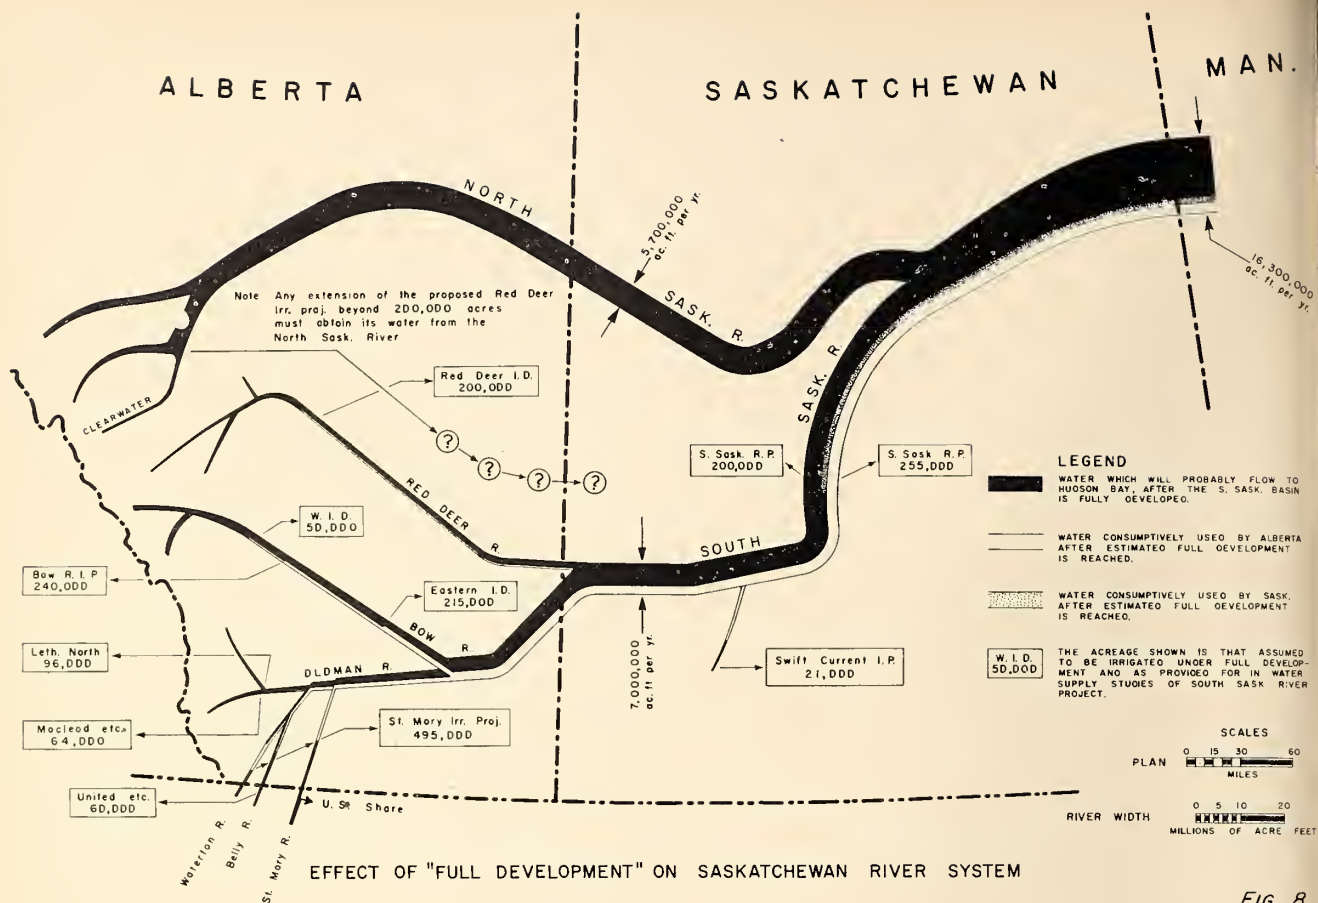 ALBERTA
SASKATCHEWAN
MAN.
NORTH
SASK. R.
5,700,000
ac. ft. per yr.
16,300,000
ac. ft. per yr.
Note Any extension of the proposed Red Deer
Irr. proj. beyond 200,000 acres
must obtain its water from the
North Sask. River
Red Deer I.D.
200,000
CLEARWATER
?
?
?
?
RED DEER R.
SASK. R.
S. Sask. R.P.
200,000
S. Sask R.P.
255,000
W. I. D.
50,000
Bow R. I. P
240,000
Eastern I.D.
215,000
BOW R.
SOUTH
7,000,000
ac. ft per yr.
Leth. North
96,000
OLDMAN R.
Swift Current I.P.
21,000
Macleod etc.
64,000
St. Mary Irr. Proj.
495,000
United etc.
60,000
U. St Share
Waterton R.
Belly R.
St. Mary R.
LEGEND
WATER WHICH WILL PROBABLY FLOW TO
HUDSON BAY, AFTER THE S. SASK. BASIN
IS FULLY DEVELOPED.
WATER CONSUMPTIVELY USED BY ALBERTA
AFTER ESTIMATED FULL DEVELOPMENT
IS REACHED.
WATER CONSUMPTIVELY USED BY SASK.
AFTER ESTIMATED FULL DEVELOPMENT
IS REACHED.
W. I. D.
50,000
THE ACREAGE SHOWN IS THAT ASSUMED
TO BE IRRIGATED UNDER FULL DEVELOP-
MENT AND AS PROVIDED FOR IN WATER
SUPPLY STUDIES OF SOUTH SASK RIVER
PROJECT.
SCALES
PLAN
0 15 30 60
MILES
RIVER WIDTH
0 5 10 20
MILLIONS OF ACRE FEET
EFFECT OF "FULL DEVELOPMENT" ON SASKATCHEWAN RIVER SYSTEM
FIG. 8